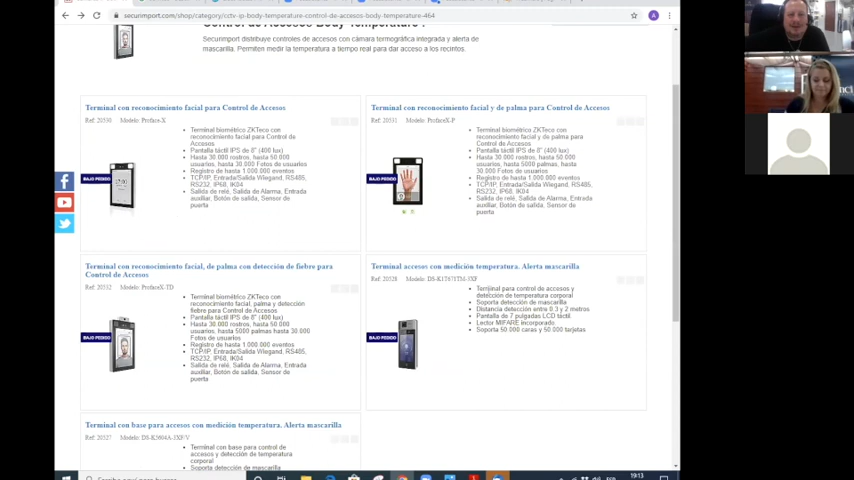 securimport.com/shop/category/cctv-ip-body-temperature-control-de-accesos-body-temperature-464
Control de Accesos Body Temperature .
Securimport distribuye controles de accesos con cámara termográfica integrada y alerta de
mascarilla. Permiten medir la temperatura a tiempo real para dar acceso a los recintos.
Terminal con reconocimiento facial para Control de Accesos
Ref: 20530 Modelo: Proface-X
Terminal biométrico ZKTeco con
reconocimiento facial para Control de
Accesos
Pantalla táctil IPS de 8" (400 lux)
Hasta 30.000 rostros, hasta 50.000
usuarios, hasta 30.000 Fotos de usuarios
Registro de hasta 1.000.000 eventos
TCP/IP, Entrada/Salida Wiegand, RS485,
RS232, IP68, IK04
Salida de relé, Salida de Alarma, Entrada
auxiliar, Botón de salida, Sensor de
puerta
BAJO PEDIDO
Terminal con reconocimiento facial y de palma para Control de Accesos
Ref: 20531 Modelo: ProfaceX-P
Terminal biométrico ZKTeco con
reconocimiento facial y de palma
para Control de Accesos
Pantalla táctil IPS de 8" (400 lux)
Hasta 30.000 rostros, hasta 50.000
usuarios, hasta 5000 palmas, hasta
30.000 Fotos de usuarios
Registro de hasta 1.000.000 eventos
TCP/IP, Entrada/Salida Wiegand, RS485,
RS232, IP68, IK04
Salida de relé, Salida de Alarma, Entrada
auxiliar, Botón de salida, Sensor de
puerta
BAJO PEDIDO
Terminal con reconocimiento facial, de palma con detección de fiebre para
Control de Accesos
Ref: 20532 Modelo: ProfaceX-TD
Terminal biométrico ZKTeco con
reconocimiento facial, palma y detección
fiebre para Control de Accesos
Pantalla táctil IPS de 8" (400 lux)
Hasta 30.000 rostros, hasta 50.000
usuarios, hasta 5000 palmas hasta 30.000
Fotos de usuarios
Registro de hasta 1.000.000 eventos
TCP/IP, Entrada/Salida Wiegand, RS485,
RS232, IP68, IK04
Salida de relé, Salida de Alarma, Entrada
auxiliar, Botón de salida, Sensor de
puerta
BAJO PEDIDO
Terminal accesos con medición temperatura. Alerta mascarilla
Ref: 20528 Modelo: DS-K1T671TM-3XF
Terminal para control de accesos y
detección de temperatura corporal
Soporta detección de mascarilla
Distancia detección entre 0.3 y 2 metros
Pantalla de 7 pulgadas LCD táctil
Lector MIFARE incorporado
Soporta 50.000 caras y 50.000 tarjetas
BAJO PEDIDO
Terminal con base para accesos con medición temperatura. Alerta mascarilla
Ref: 20527 Modelo: DS-K5604A-3XF/V
Terminal con base para control de
accesos y detección de temperatura
corporal
Soporta detección de mascarilla
19:13